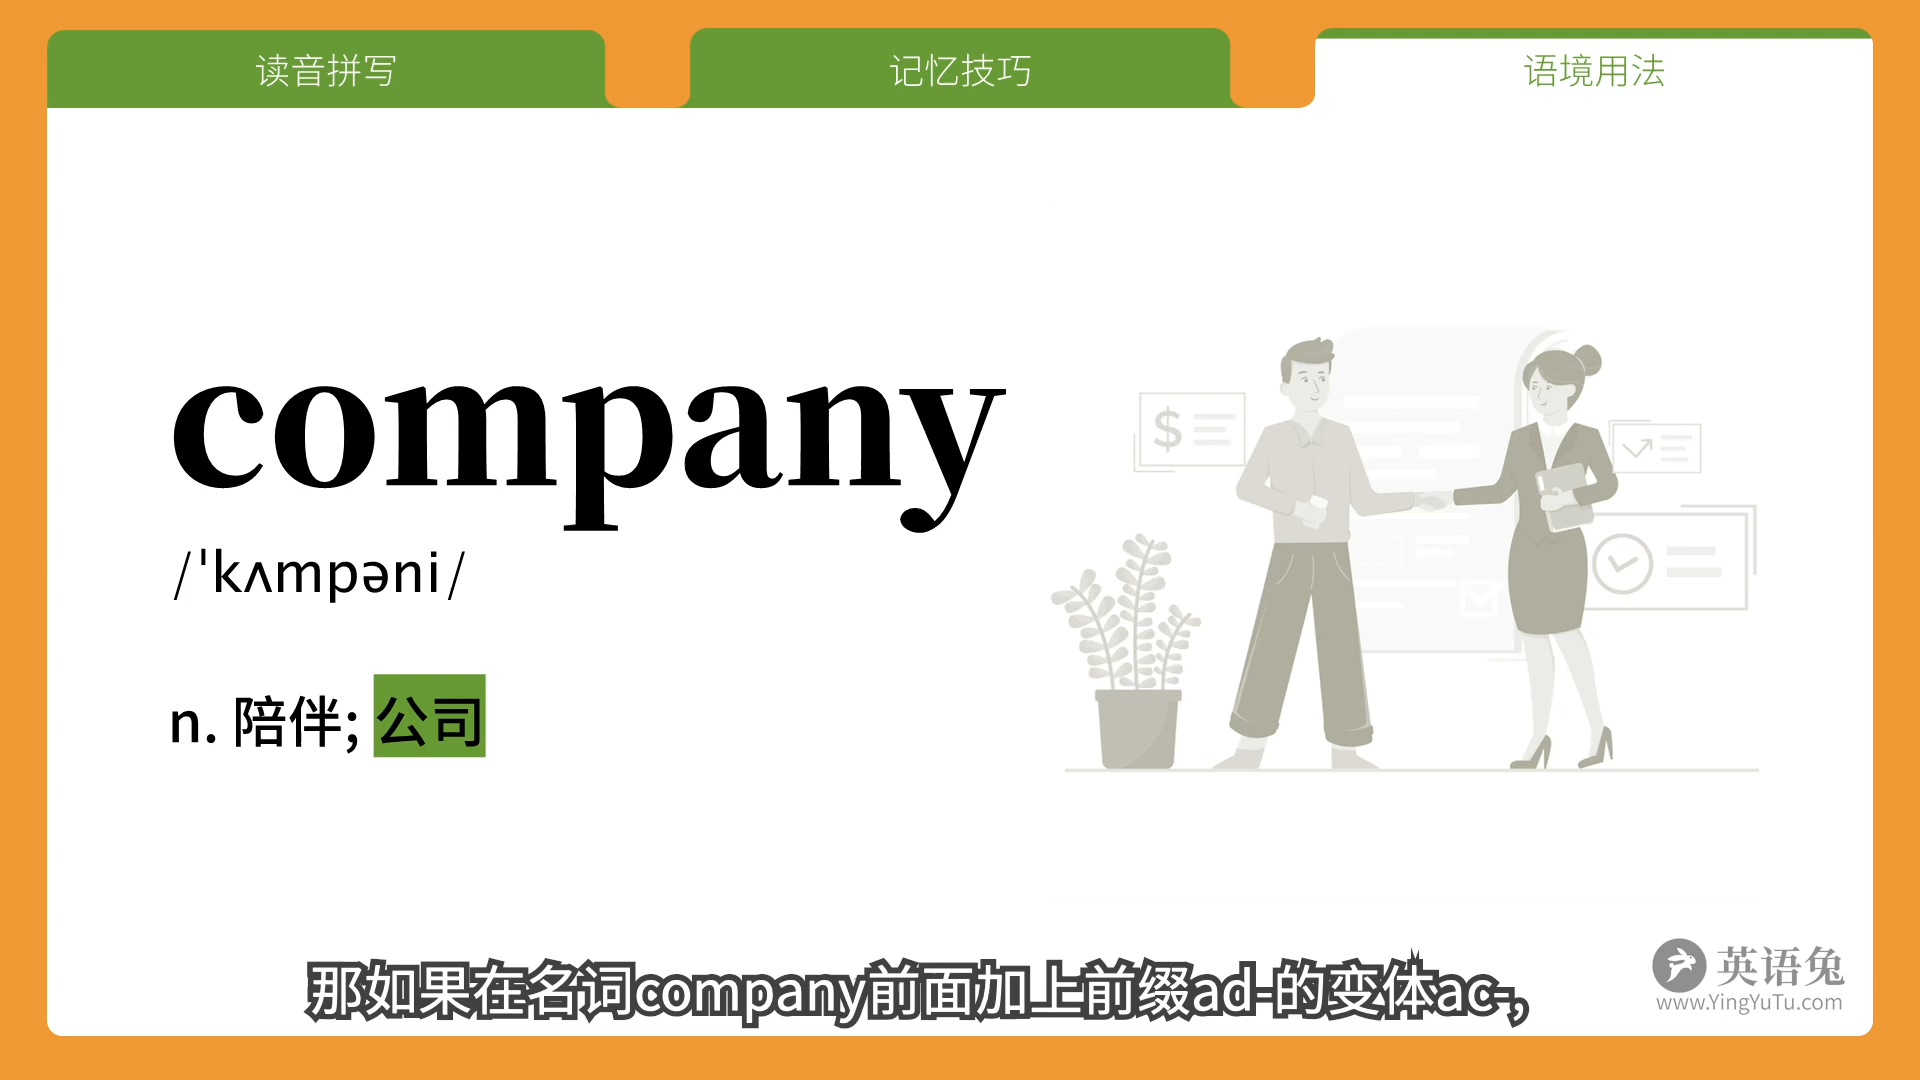 读音拼写
记忆技巧
语境用法
company
/ˈkʌmpəni/
n. 陪伴; 公司
$
那如果在名词company前面加上前缀ad-的变体ac-,
英语兔
www.YingYuTu.com